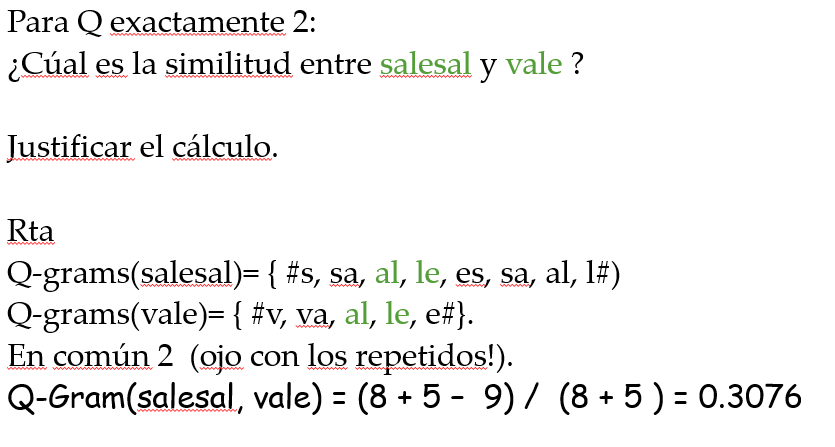 Para Q exactamente 2:
¿Cúal es la similitud entre salesal y vale ?
Justificar el cálculo.
Rta
Q-grams(salesal)= { #s, sa, al, le, es, sa, al, l#)
Q-grams(vale)= { #v, va, al, le, e#}.
En común 2 (ojo con los repetidos!).
Q-Gram(salesal, vale) = (8 + 5 – 9) / (8 + 5 ) = 0.3076